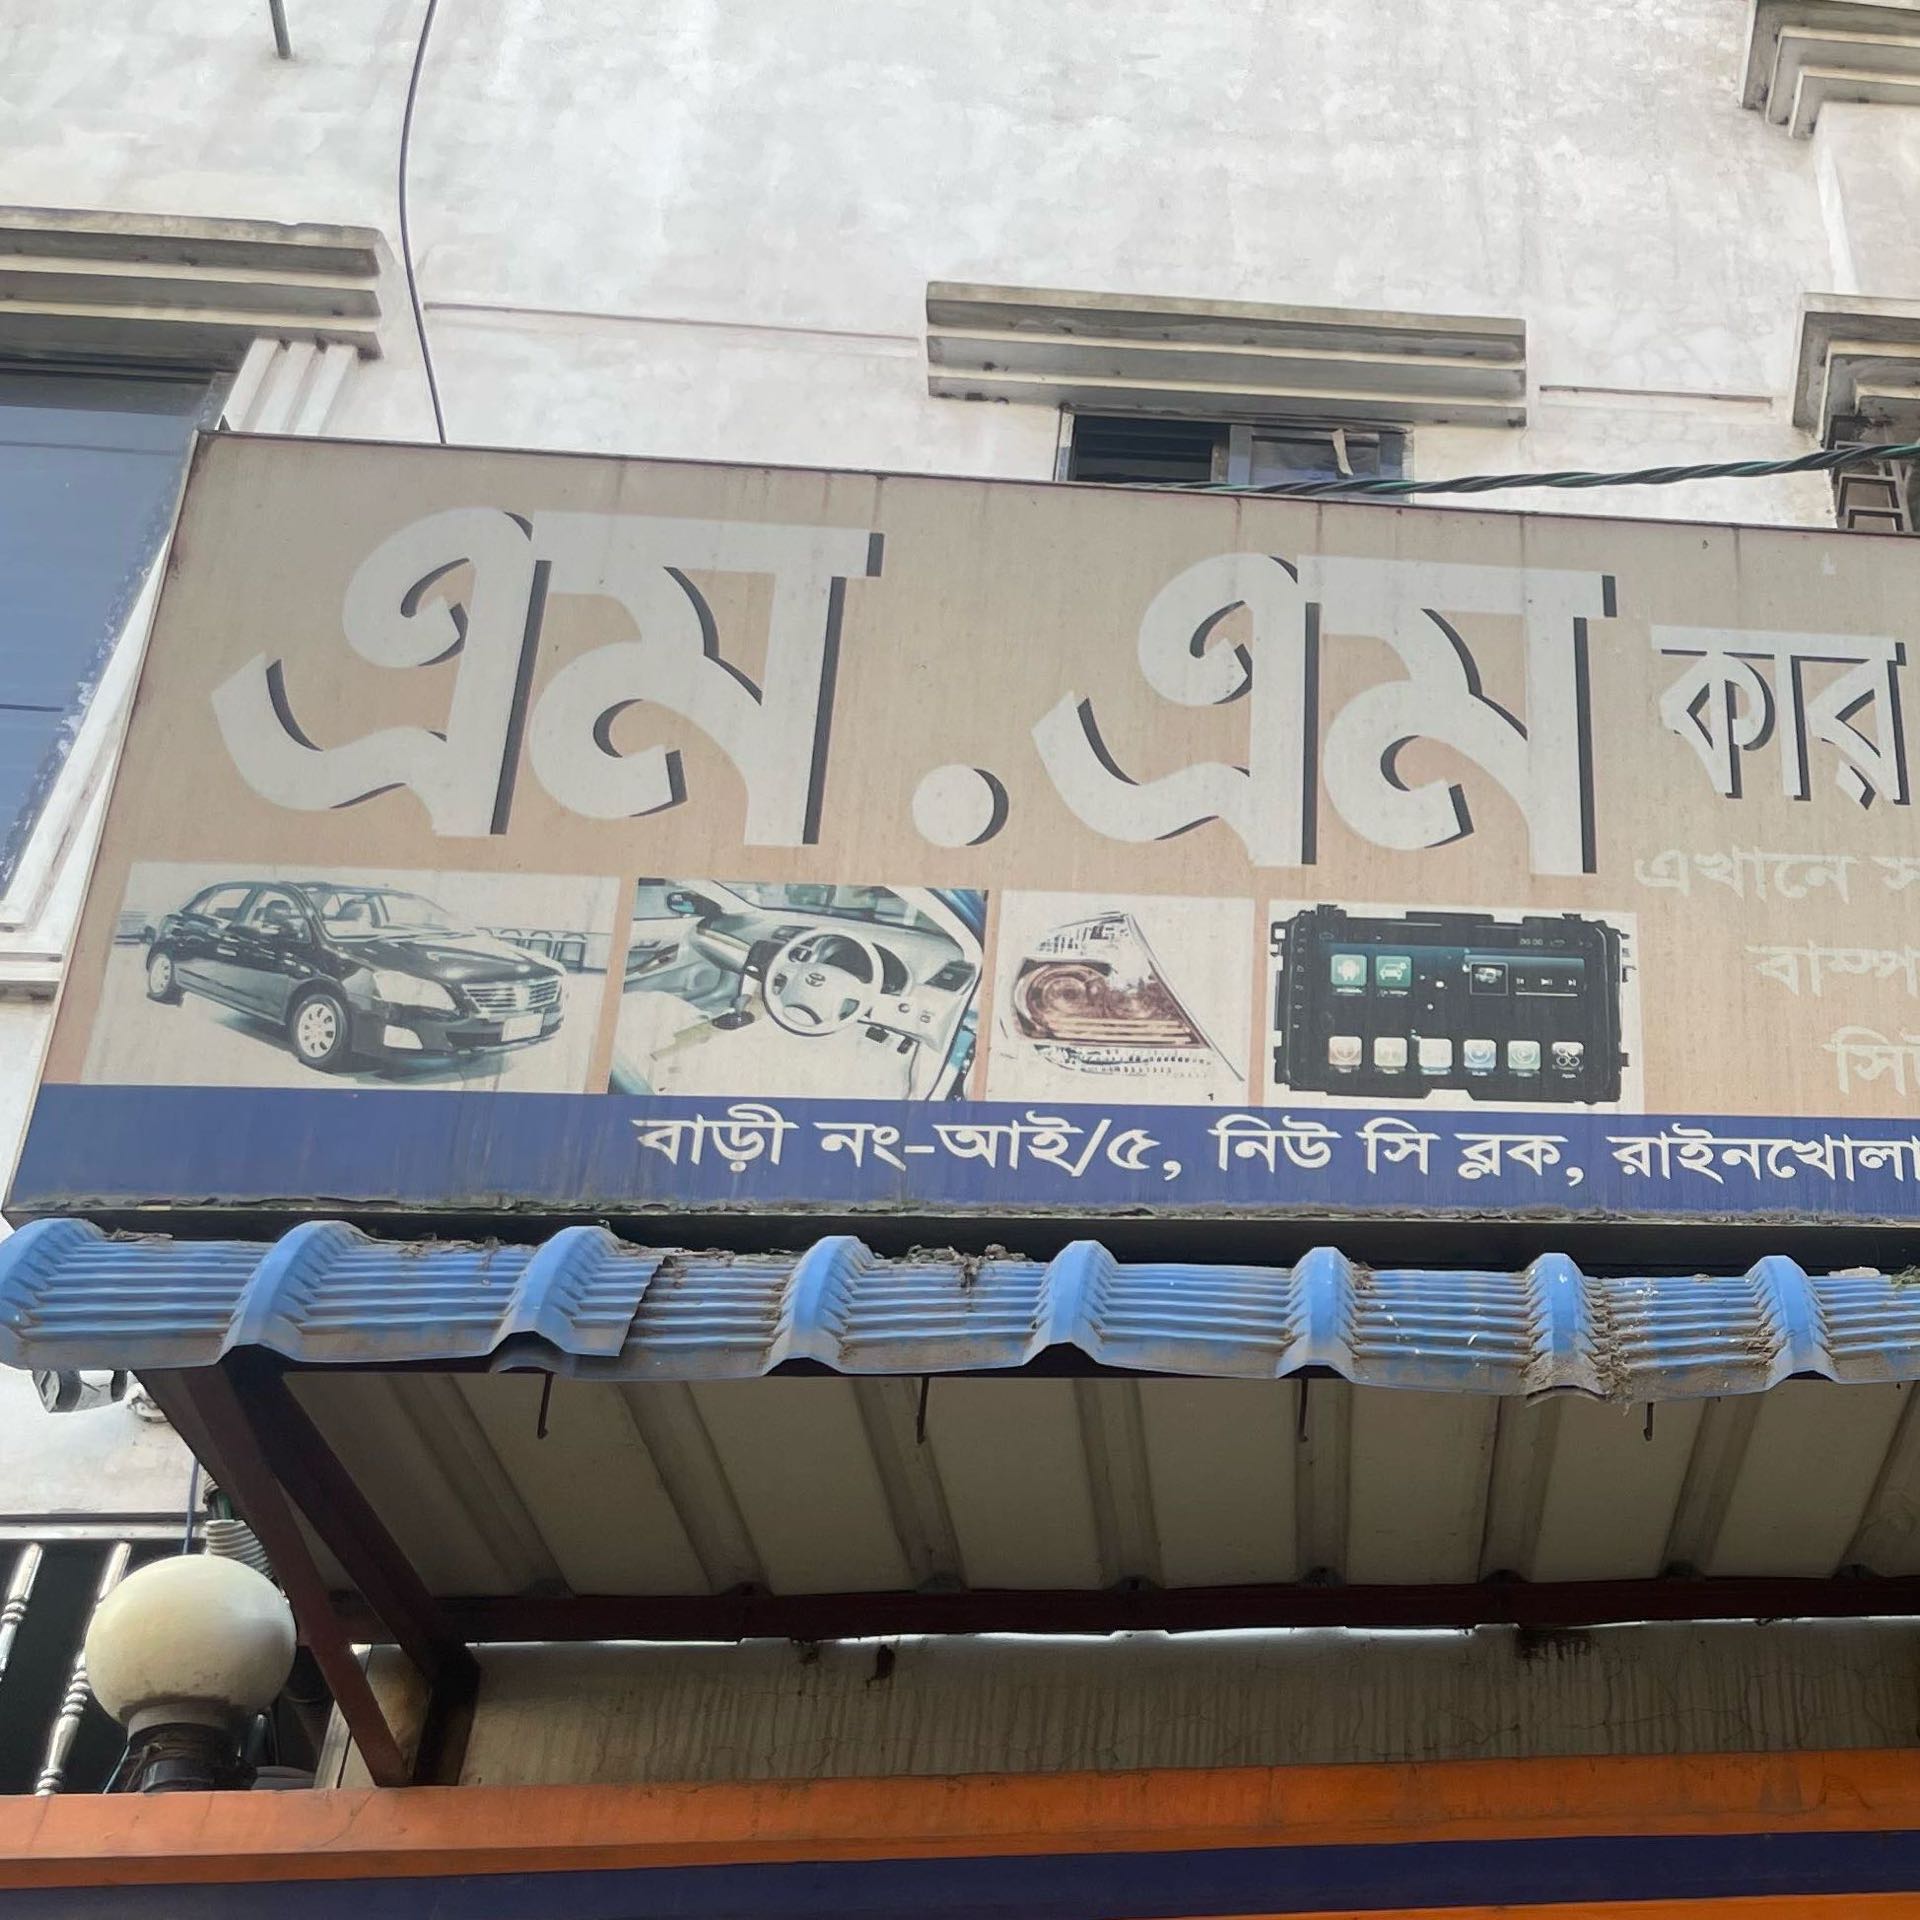 এম. এম কার
এখানে
বাড়ী নং-আই/৫, নিউ সি ব্লক, রাইনখোলা